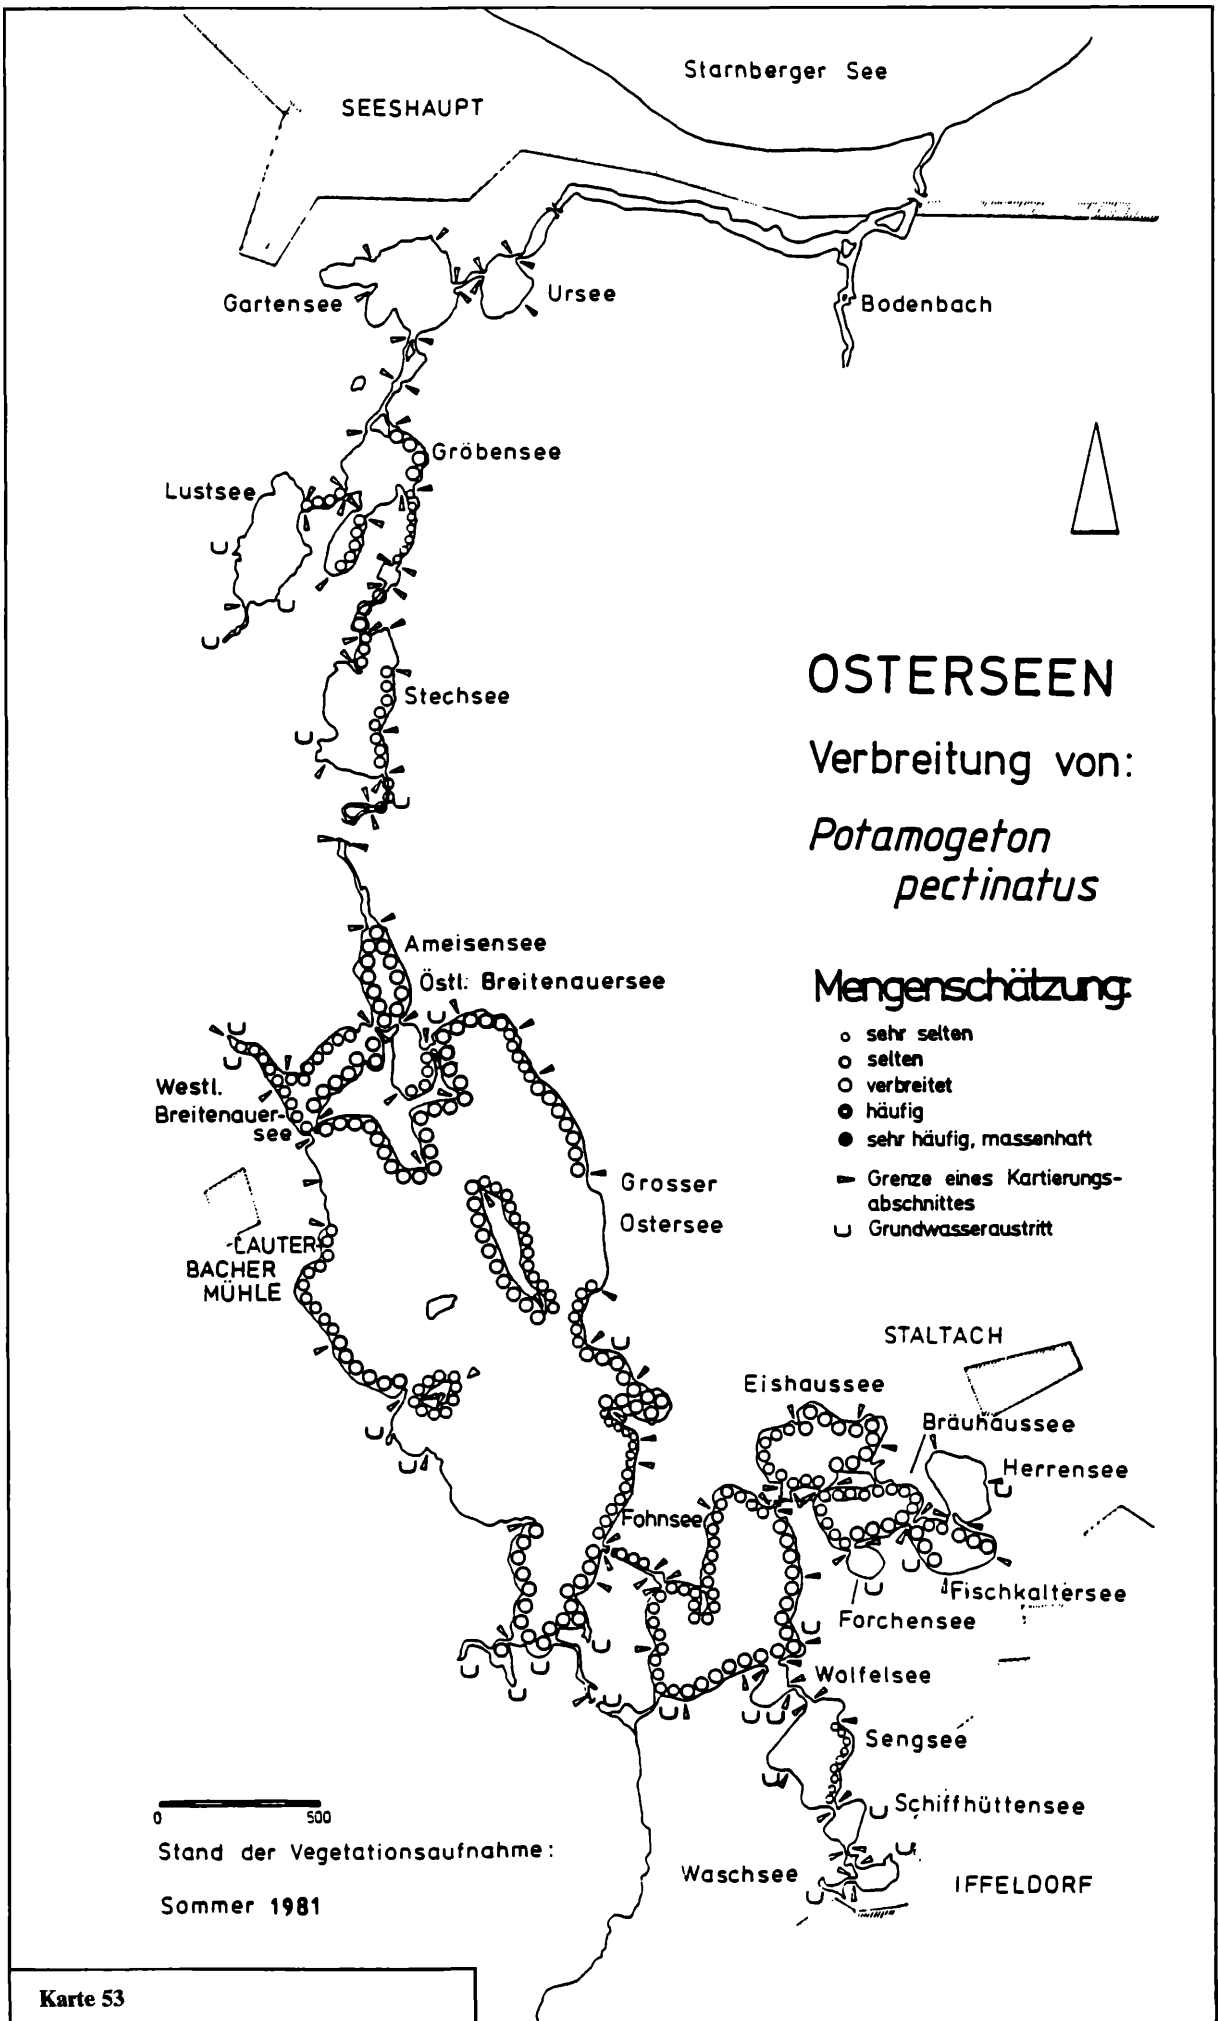 Starnberger See
SEESHAUPT
Gartensee
Ursee
Bodenbach
Gröbensee
Lustsee
Stechsee
OSTERSEEN
Verbreitung von:
Potamogeton
pectinatus
Ameisensee
Östl. Breitenauersee
Mengenschätzung:
sehr selten
selten
verbreitet
häufig
sehr häufig, massenhaft
Grenze eines Kartierungs-
abschnittes
Grundwasseraustritt
Westl.
Breitenauer-
see
Grosser
Ostersee
LAUTER-
BACHER
MÜHLE
STALTACH
Eishaussee
Bräuhaussee
Herrensee
Fohnsee
Fischkaltersee
Forchensee
Wolfelsee
Sengsee
Schiffhüttensee
Waschsee
IFFELDORF
0 500
Stand der Vegetationsaufnahme:
Sommer 1981
Karte 53